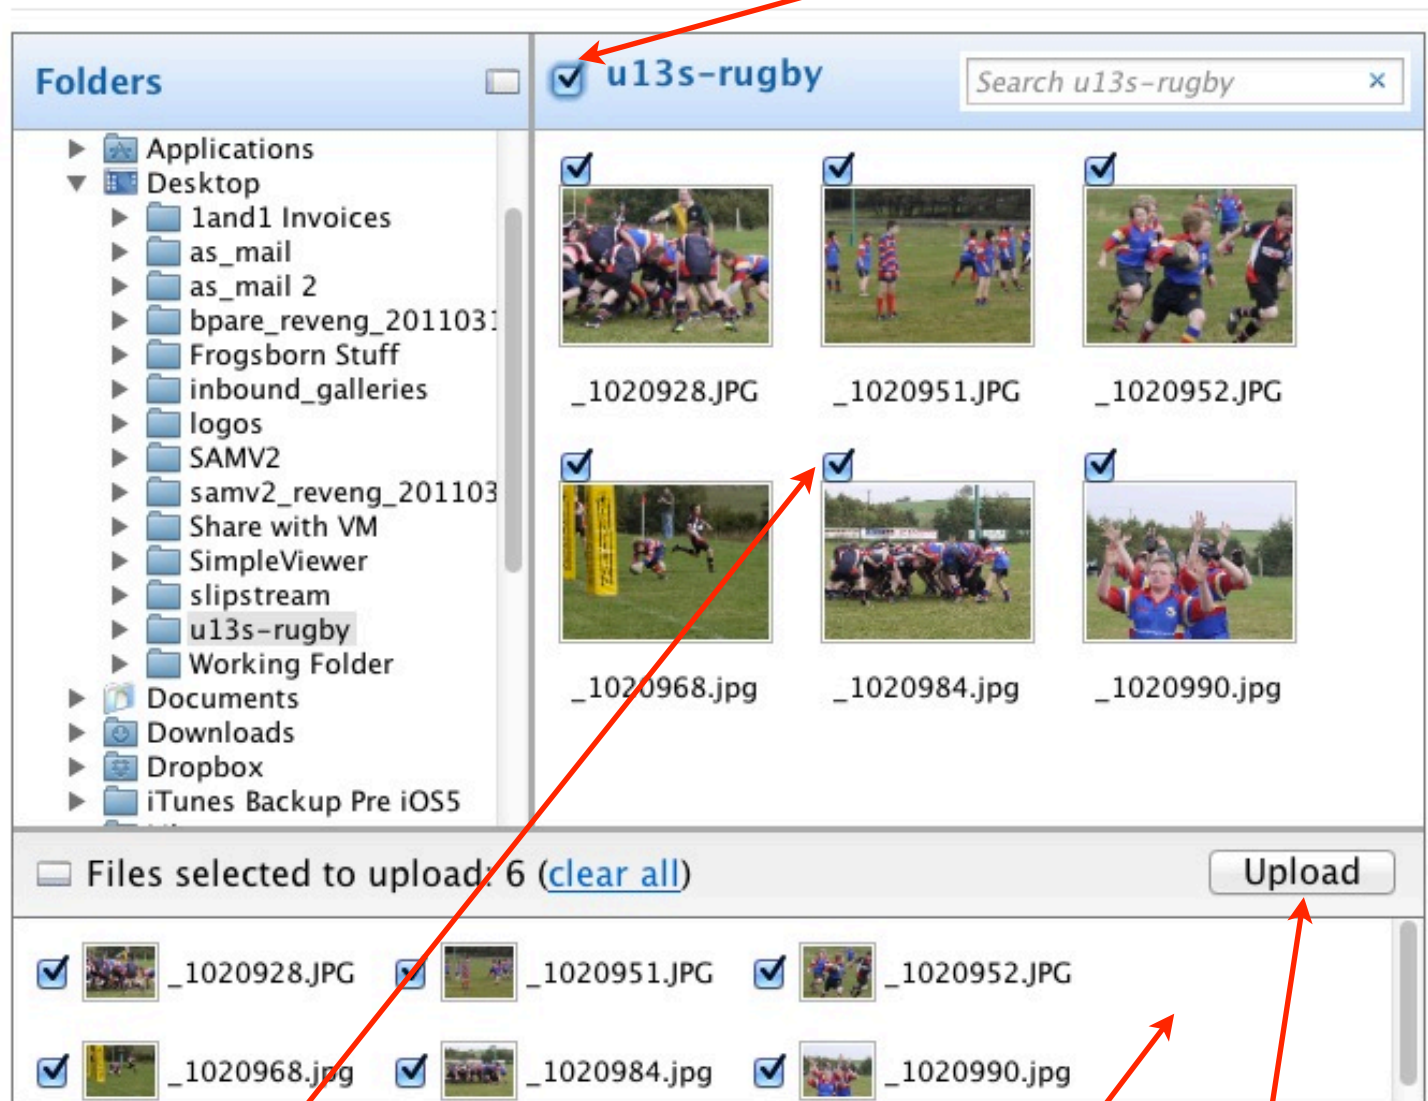 Folders
u13s-rugby
Search u13s-rugby
Applications
Desktop
1and1 Invoices
as_mail
as_mail 2
bpare_reveng_2011031
Frogsborn Stuff
inbound_galleries
logos
SAMV2
samv2_reveng_201103
Share with VM
SimpleViewer
slipstream
u13s-rugby
Working Folder
Documents
Downloads
Dropbox
iTunes Backup Pre iOS5
_1020928.JPG _1020951.JPG _1020952.JPG
_1020968.jpg _1020984.jpg _1020990.jpg
Files selected to upload: 6 (clear all)
Upload
_1020928.JPG _1020951.JPG _1020952.JPG
_1020968.jpg _1020984.jpg _1020990.jpg